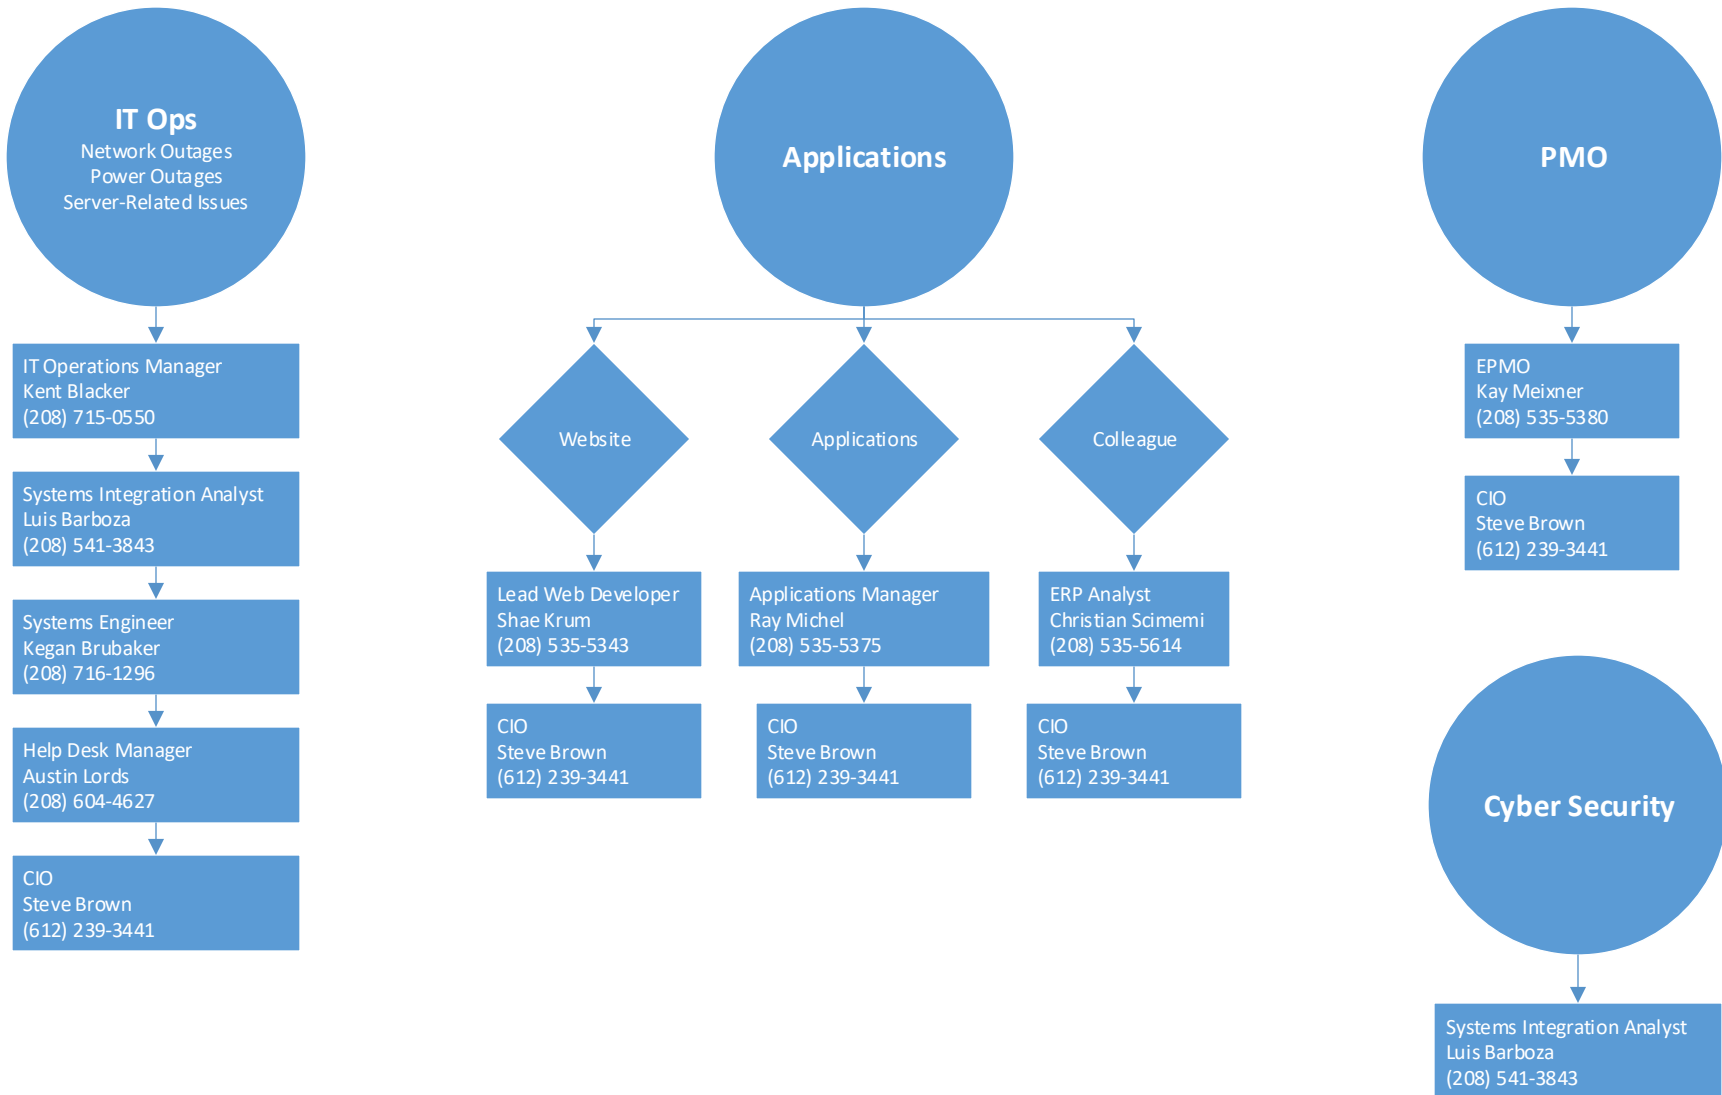 IT Ops
Network Outages
Power Outages
Server-Related Issues
IT Operations Manager
Kent Blacker
(208) 715-0550
Systems Integration Analyst
Luis Barboza
(208) 541-3843
Systems Engineer
Kegan Brubaker
(208) 716-1296
Help Desk Manager
Austin Lords
(208) 604-4627
CIO
Steve Brown
(612) 239-3441
Applications
Website
Lead Web Developer
Shae Krum
(208) 535-5343
CIO
Steve Brown
(612) 239-3441
Applications
Applications Manager
Ray Michel
(208) 535-5375
CIO
Steve Brown
(612) 239-3441
Colleague
ERP Analyst
Christian Scimemi
(208) 535-5614
CIO
Steve Brown
(612) 239-3441
PMO
EPMO
Kay Meixner
(208) 535-5380
CIO
Steve Brown
(612) 239-3441
Cyber Security
Systems Integration Analyst
Luis Barboza
(208) 541-3843